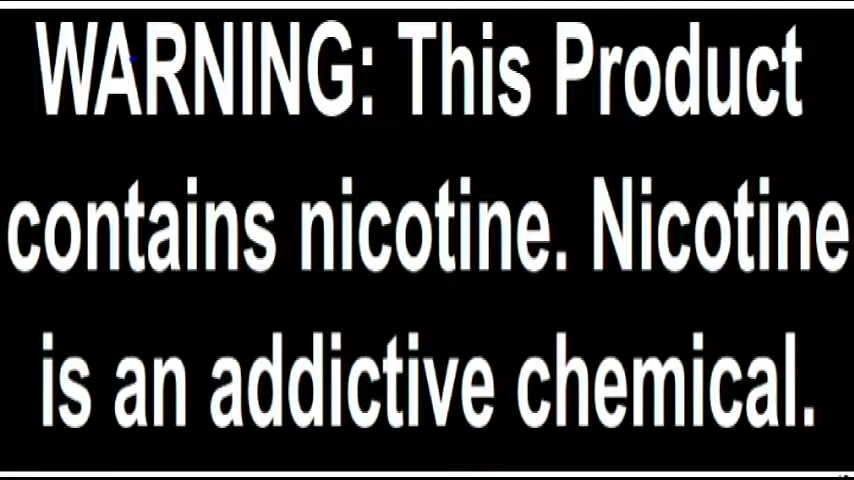 WARNING: This Product
contains nicotine. Nicotine
is an addictive chemical.